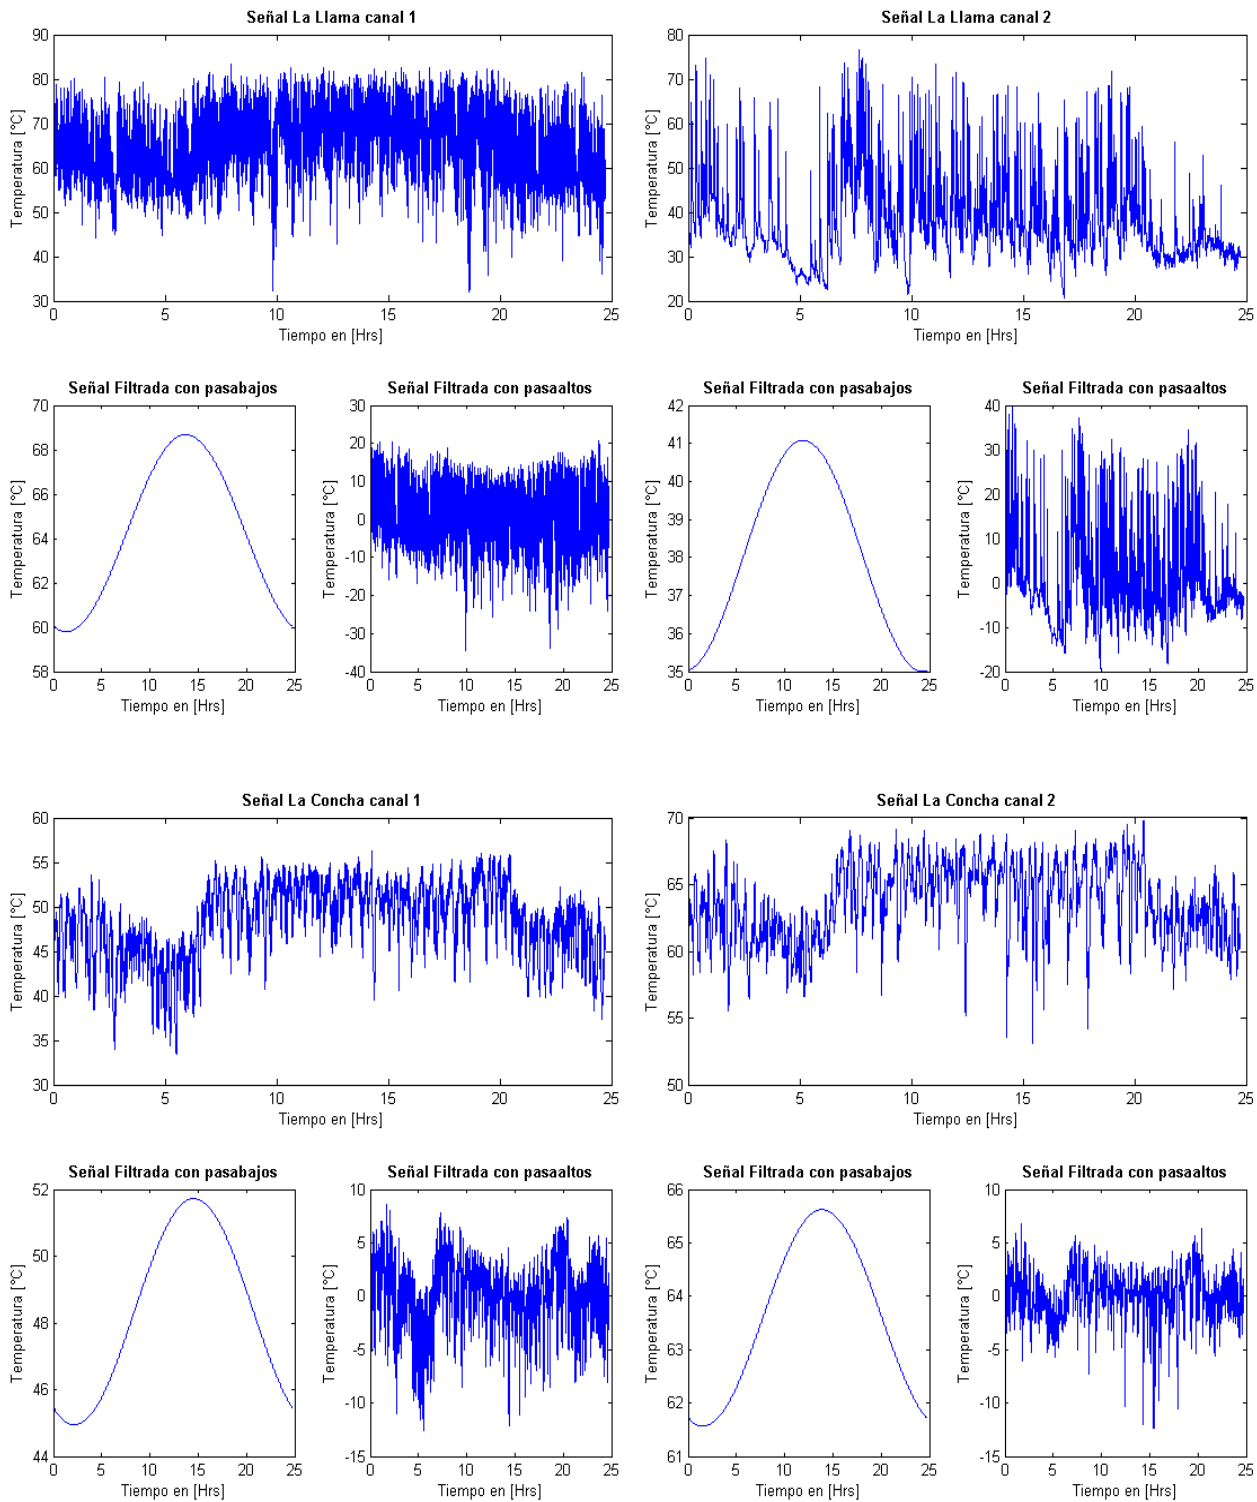 Señal La Llama canal 1
90
80
70
60
50
40
30
Temperatura [°C]
0 5 10 15 20 25
Tiempo en [Hrs]
Señal La Llama canal 2
80
70
60
50
40
30
20
Temperatura [°C]
0 5 10 15 20 25
Tiempo en [Hrs]
Señal Filtrada con pasabajos
70
68
66
64
62
60
58
Temperatura [°C]
0 5 10 15 20 25
Tiempo en [Hrs]
Señal Filtrada con pasaaltos
30
20
10
0
-10
-20
-30
-40
Temperatura [°C]
0 5 10 15 20 25
Tiempo en [Hrs]
Señal Filtrada con pasabajos
42
41
40
39
38
37
36
35
Temperatura [°C]
0 5 10 15 20 25
Tiempo en [Hrs]
Señal Filtrada con pasaaltos
40
30
20
10
0
-10
-20
Temperatura [°C]
0 5 10 15 20 25
Tiempo en [Hrs]
Señal La Concha canal 1
60
55
50
45
40
35
30
Temperatura [°C]
0 5 10 15 20 25
Tiempo en [Hrs]
Señal La Concha canal 2
70
65
60
55
50
Temperatura [°C]
0 5 10 15 20 25
Tiempo en [Hrs]
Señal Filtrada con pasabajos
52
50
48
46
44
Temperatura [°C]
0 5 10 15 20 25
Tiempo en [Hrs]
Señal Filtrada con pasaaltos
10
5
0
-5
-10
-15
Temperatura [°C]
0 5 10 15 20 25
Tiempo en [Hrs]
Señal Filtrada con pasabajos
66
65
64
63
62
61
Temperatura [°C]
0 5 10 15 20 25
Tiempo en [Hrs]
Señal Filtrada con pasaaltos
10
5
0
-5
-10
-15
Temperatura [°C]
0 5 10 15 20 25
Tiempo en [Hrs]